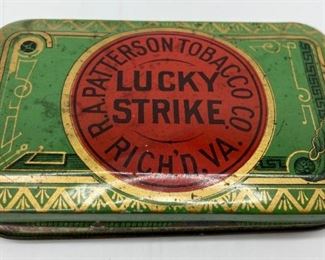 R.A. PATTERSON TOBACCO CO.
LUCKY
STRIKE
RICH'D. VA.